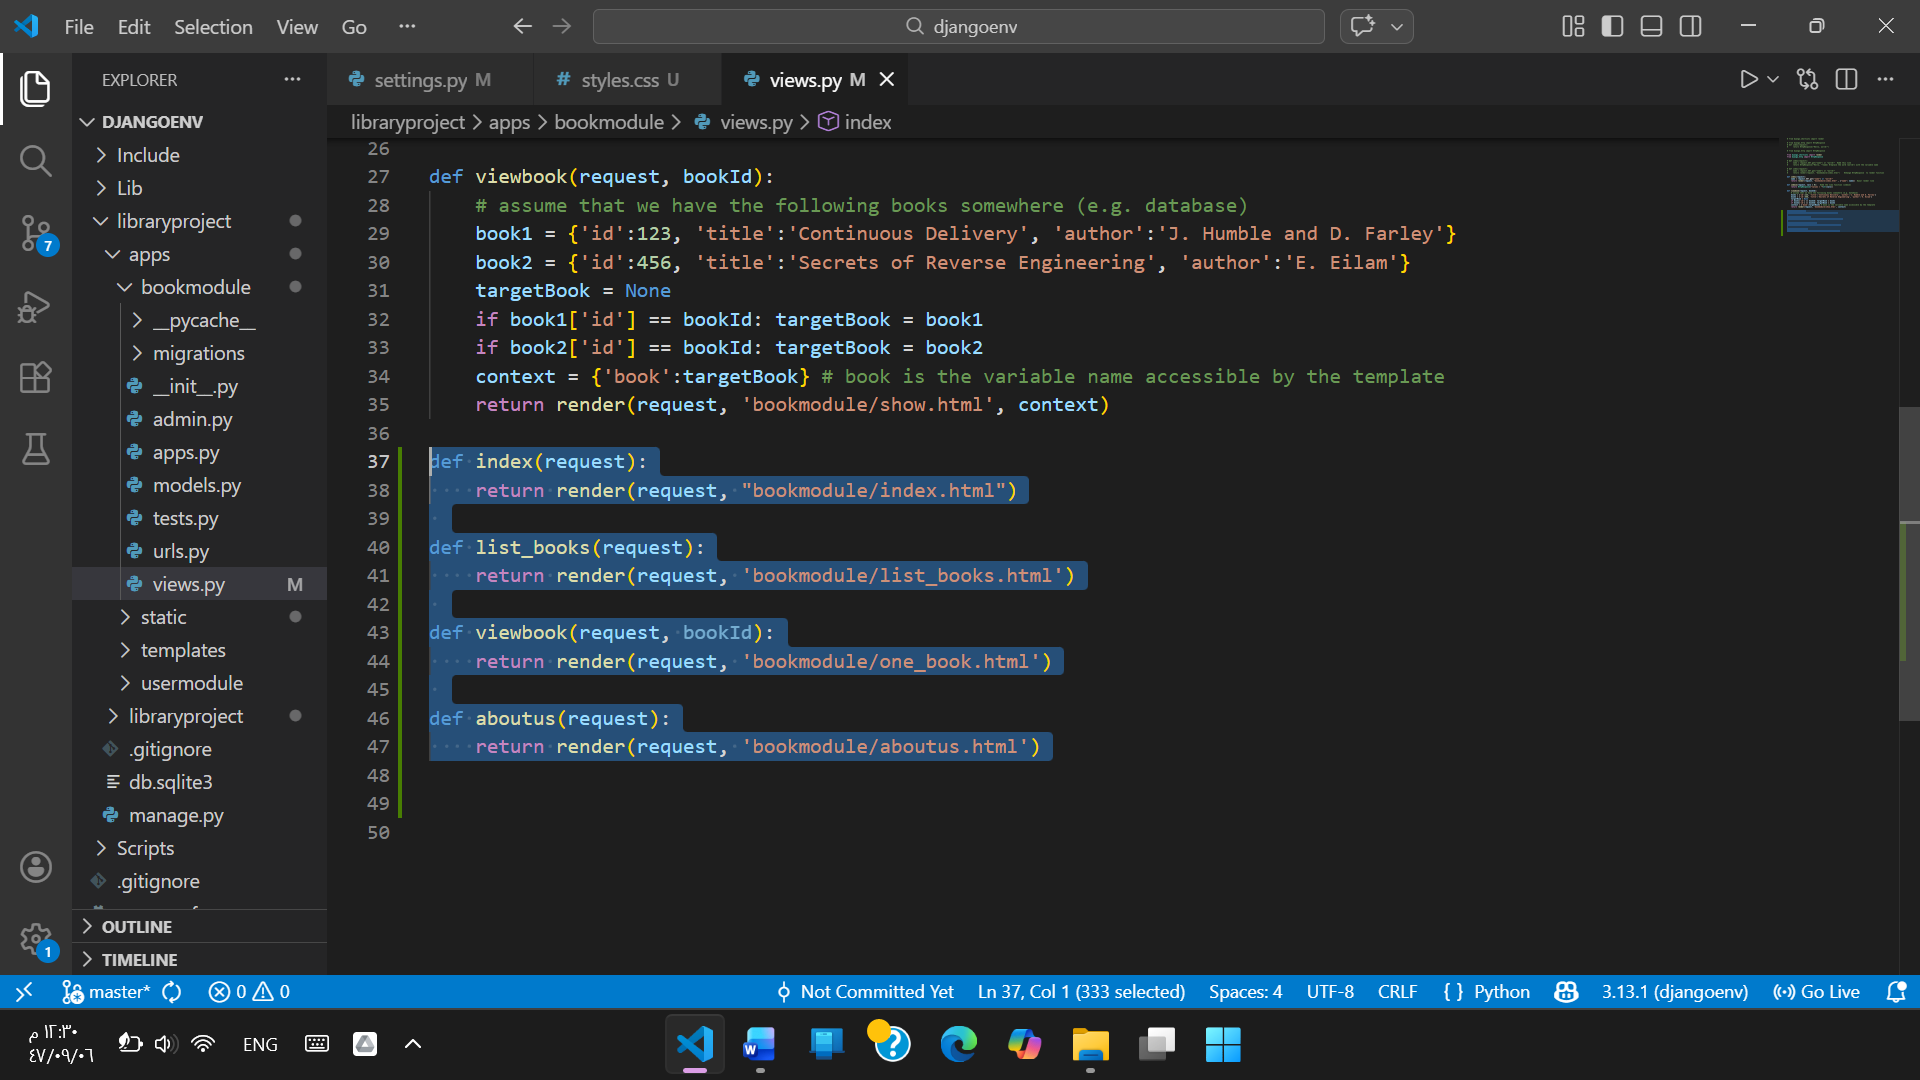 File Edit Selection View Go ··· djangoenv
EXPLORER ···
DJANGOENV
Include
Lib
libraryproject
apps
bookmodule
__pycache__
migrations
__init__.py
admin.py
apps.py
models.py
tests.py
urls.py
views.py M
static
templates
usermodule
libraryproject
.gitignore
db.sqlite3
manage.py
Scripts
.gitignore
OUTLINE
TIMELINE
7
1
settings.py M # styles.css U views.py M
libraryproject > apps > bookmodule > views.py > index
26
27 def viewbook(request, bookId):
28 # assume that we have the following books somewhere (e.g. database)
29 book1 = {'id':123, 'title':'Continuous Delivery', 'author':'J. Humble and D. Farley'}
30 book2 = {'id':456, 'title':'Secrets of Reverse Engineering', 'author':'E. Eilam'}
31 targetBook = None
32 if book1['id'] == bookId: targetBook = book1
33 if book2['id'] == bookId: targetBook = book2
34 context = {'book':targetBook} # book is the variable name accessible by the template
35 return render(request, 'bookmodule/show.html', context)
36
37 def index(request):
38 return render(request, "bookmodule/index.html")
39
40 def list_books(request):
41 return render(request, 'bookmodule/list_books.html')
42
43 def viewbook(request, bookId):
44 return render(request, 'bookmodule/one_book.html')
45
46 def aboutus(request):
47 return render(request, 'bookmodule/aboutus.html')
48
49
50
master* 0 0 Not Committed Yet Ln 37, Col 1 (333 selected) Spaces: 4 UTF-8 CRLF { } Python 3.13.1 (djangoenv) Go Live
١٢:٣٠ م
٤٧/٠٩/٠٦
ENG